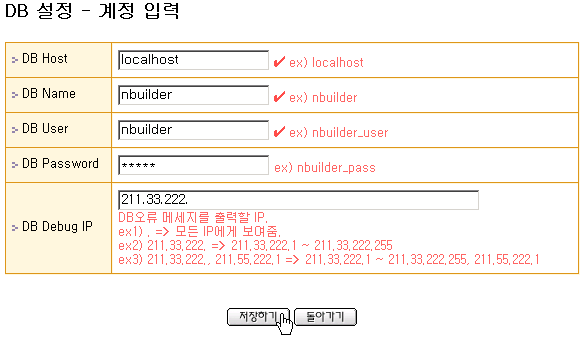 DB 설정 - 계정 입력
DB Host localhost ✔ ex) localhost
DB Name nbuilder ✔ ex) nbuilder
DB User nbuilder ✔ ex) nbuilder_user
DB Password ***** ex) nbuilder_pass
211.33.222.
DB Debug IP
DB오류 메세지를 출력할 IP.
ex1) . => 모든 IP에게 보여줌.
ex2) 211.33.222. => 211.33.222.1 ~ 211.33.222.255
ex3) 211.33.222., 211.55.222.1 => 211.33.222.1 ~ 211.33.222.255, 211.55.222.1
저장하기 돌아가기